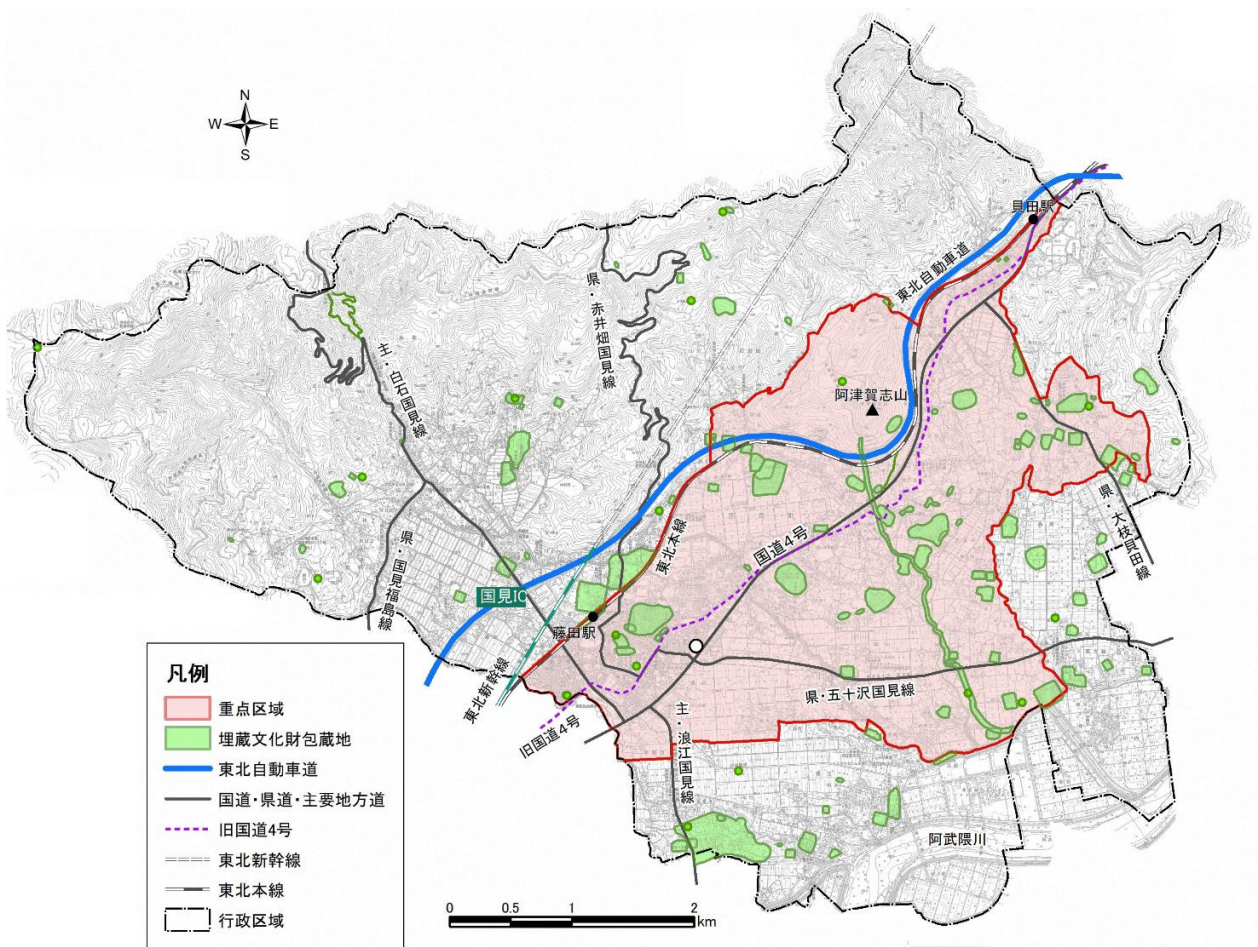 N
W E
S
貝田駅
東北自動車道
県・赤井畑国見線
主・白石国見線
阿津賀志山
県・大枝貝田線
国道4号
東北本線
県・国見福島線
国見IC
藤田駅
県・五十沢国見線
東北新幹線
旧国道4号
主・浪江国見線
阿武隈川
凡例
重点区域
埋蔵文化財包蔵地
東北自動車道
国道・県道・主要地方道
旧国道4号
東北新幹線
東北本線
行政区域
0 0.5 1 2
km